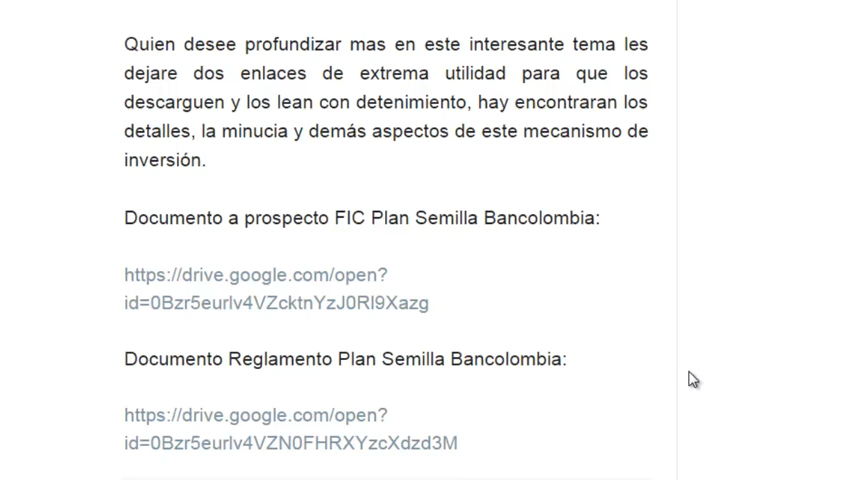 Quien desee profundizar mas en este interesante tema les
dejare dos enlaces de extrema utilidad para que los
descarguen y los lean con detenimiento, hay encontraran los
detalles, la minucia y demás aspectos de este mecanismo de
inversión.
Documento a prospecto FIC Plan Semilla Bancolombia:
https://drive.google.com/open?
id=0Bzr5eurlv4VZcktnYzJ0Rl9Xazg
Documento Reglamento Plan Semilla Bancolombia:
https://drive.google.com/open?
id=0Bzr5eurlv4VZN0FHRXYzcXdzd3M